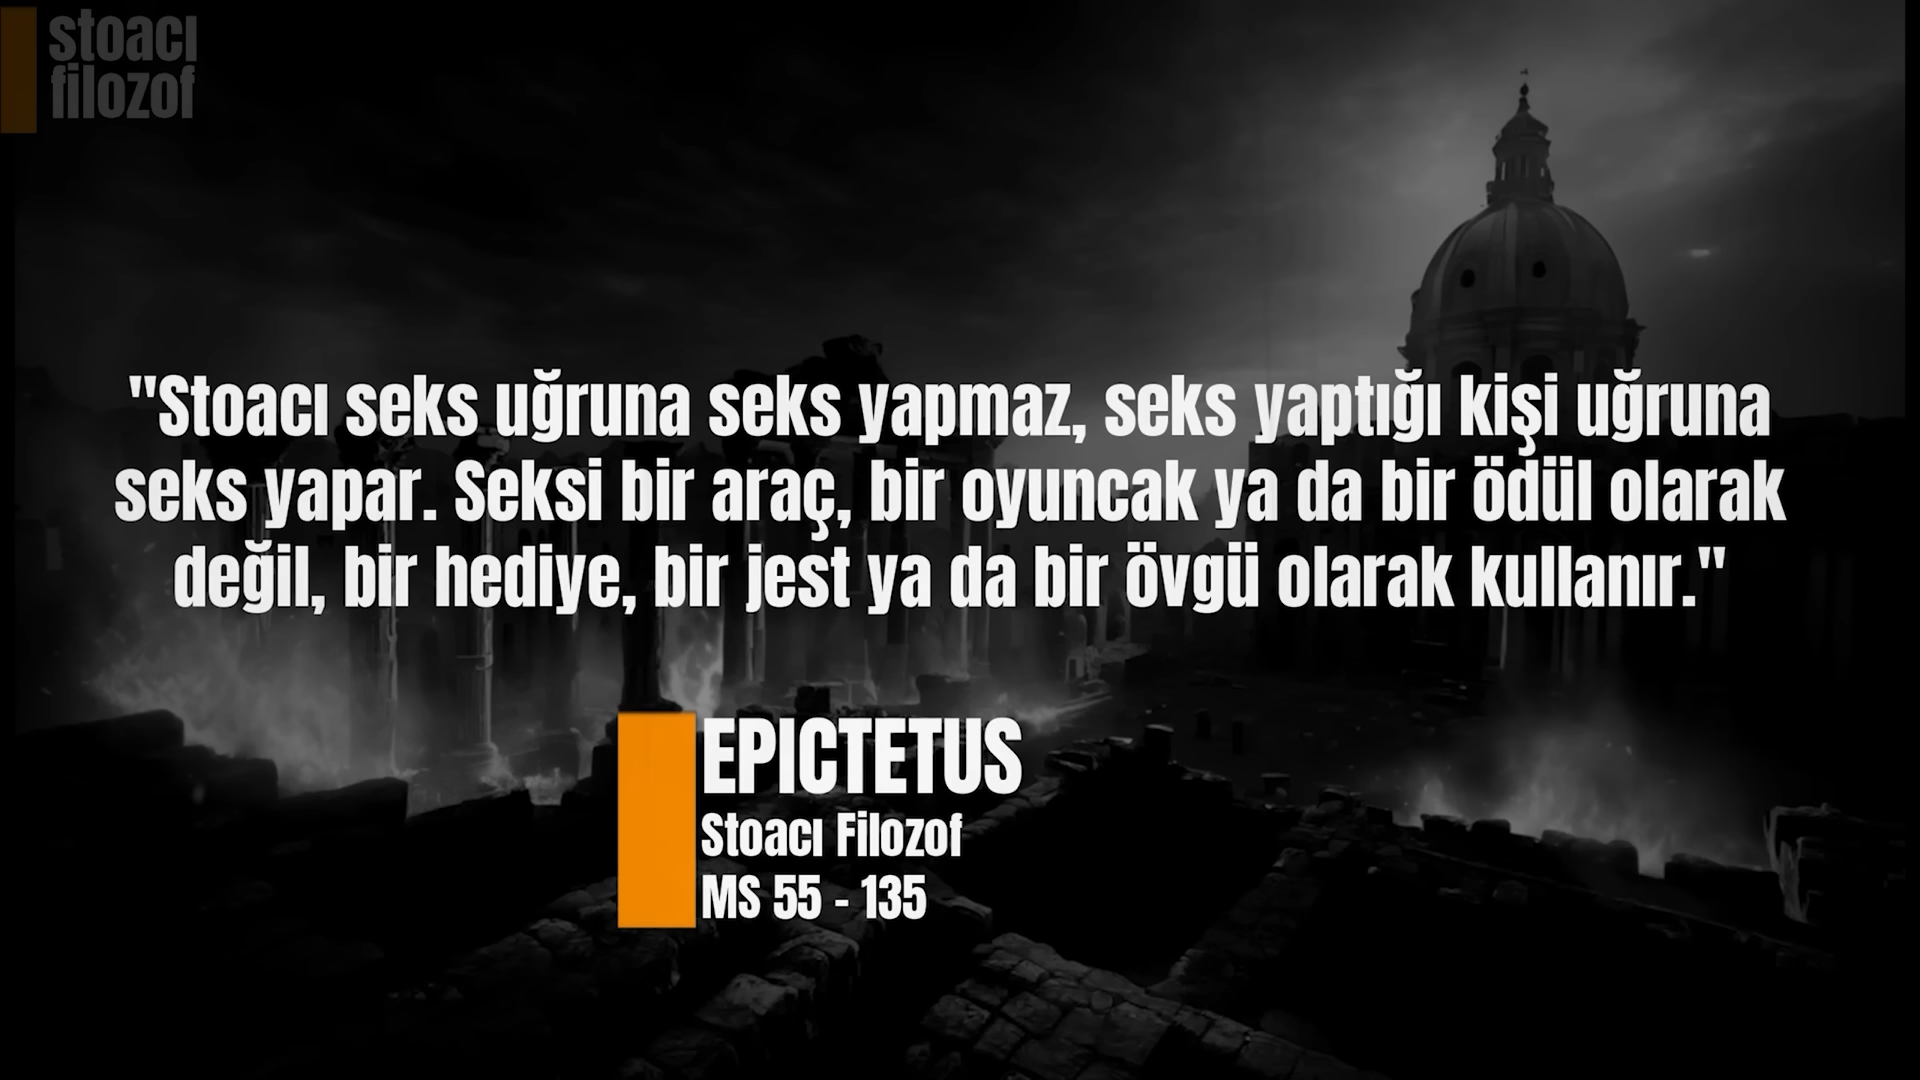 stoacı
filozof
"Stoacı seks uğruna seks yapmaz, seks yaptığı kişi uğruna
seks yapar. Seksi bir araç, bir oyuncak ya da bir ödül olarak
değil, bir hediye, bir jest ya da bir övgü olarak kullanır."
EPICTETUS
Stoacı Filozof
MS 55 - 135